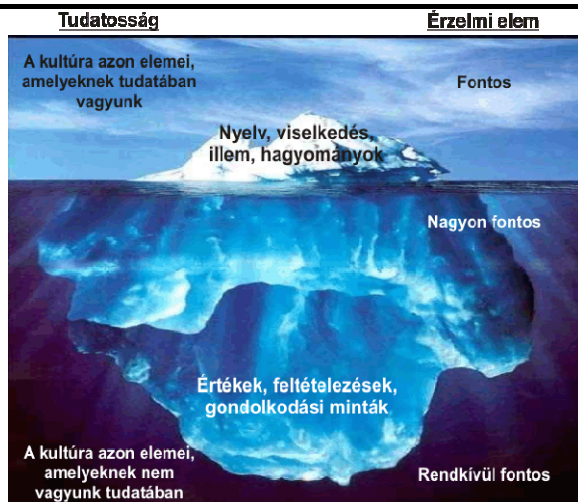 Tudatosság
Érzelmi elem
A kultúra azon elemei,
amelyeknek tudatában
vagyunk
Fontos
Nyelv, viselkedés,
illem, hagyományok
Nagyon fontos
Értékek, feltételezések,
gondolkodási minták
A kultúra azon elemei,
amelyeknek nem
vagyunk tudatában
Rendkívül fontos